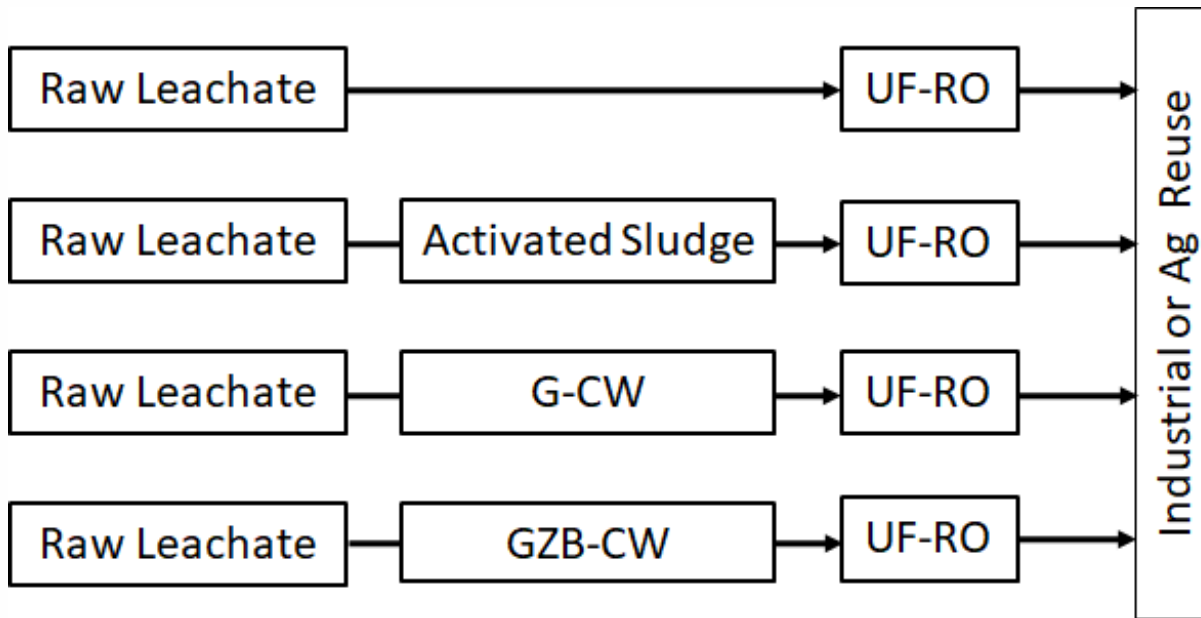 Raw Leachate
UF-RO
Raw Leachate
Activated Sludge
UF-RO
Raw Leachate
G-CW
UF-RO
Raw Leachate
GZB-CW
UF-RO
Industrial or Ag Reuse